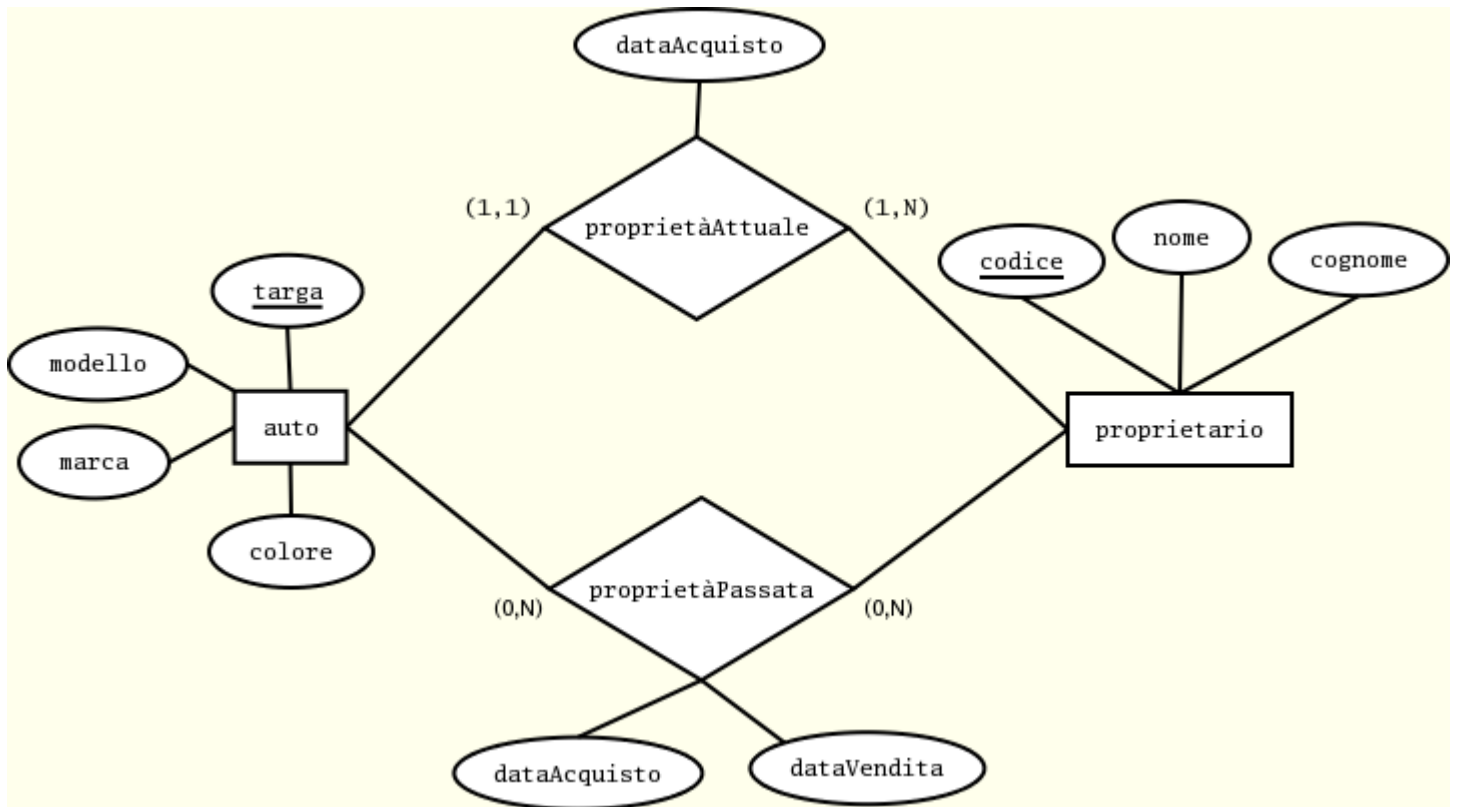 dataAcquisto
(1,1)
proprietàAttuale
(1,N)
codice
nome
cognome
targa
modello
auto
marca
colore
proprietario
(0,N)
proprietàPassata
(0,N)
dataAcquisto
dataVendita